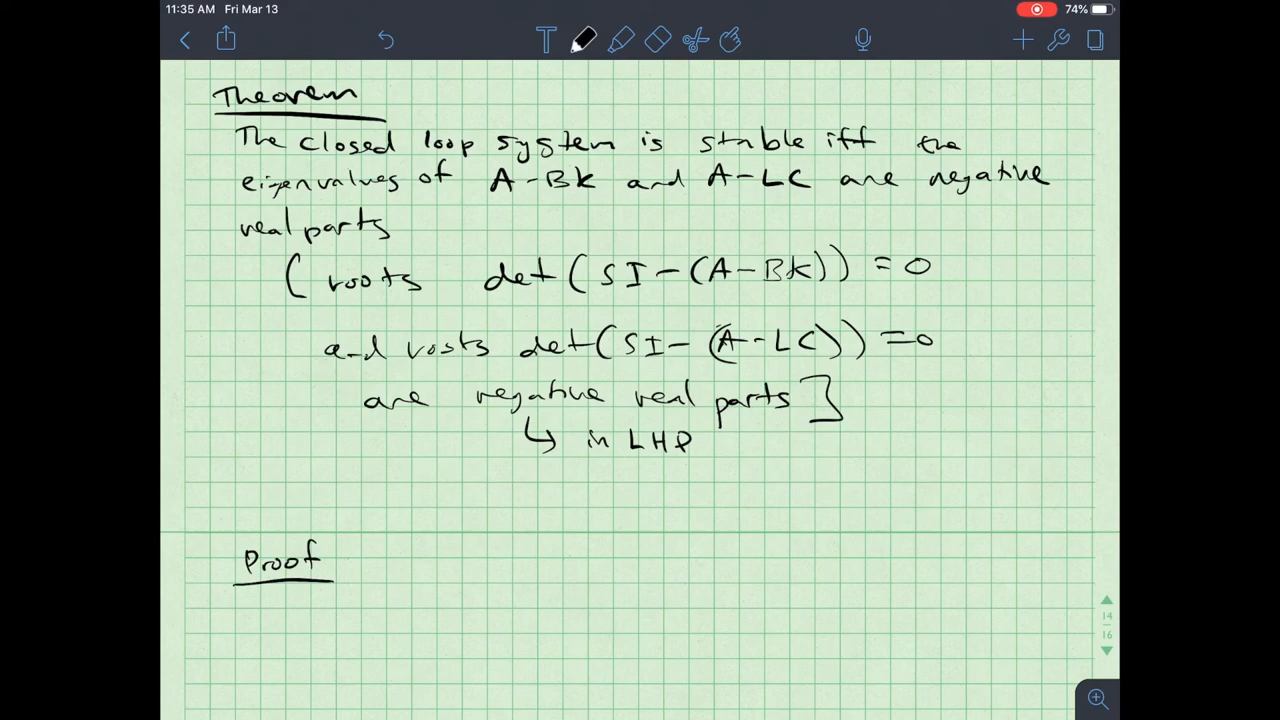 11:35 AM Fri Mar 13
74%
T
Theorem
The closed loop system is stable iff the
eigenvalues of A-BK and A-LC are negative
real parts
( roots det(SI-(A-BK)) = 0
and roots det(SI-(A-LC)) = 0
are negative real parts ]
↳ in LHP
Proof
14
16